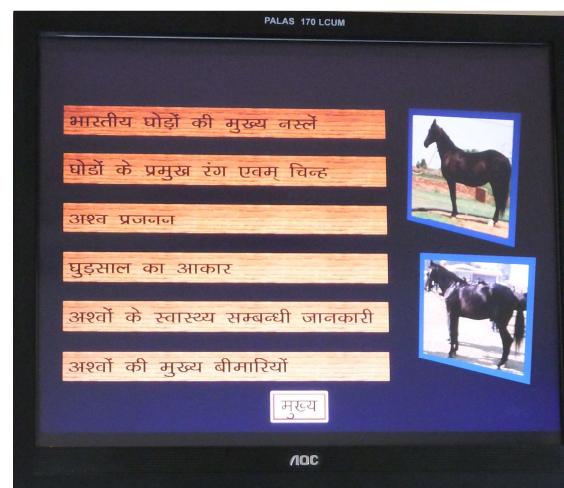 PALAS 170 LCUM
भारतीय घोड़ों की मुख्य नस्लें
घोडों के प्रमुख रंग एवम् चिन्ह
अश्व प्रजनन
घुड़साल का आकार
अश्वों के स्वास्थ्य सम्बन्धी जानकारी
अश्वों की मुख्य बीमारियों
मुख्य
AOC